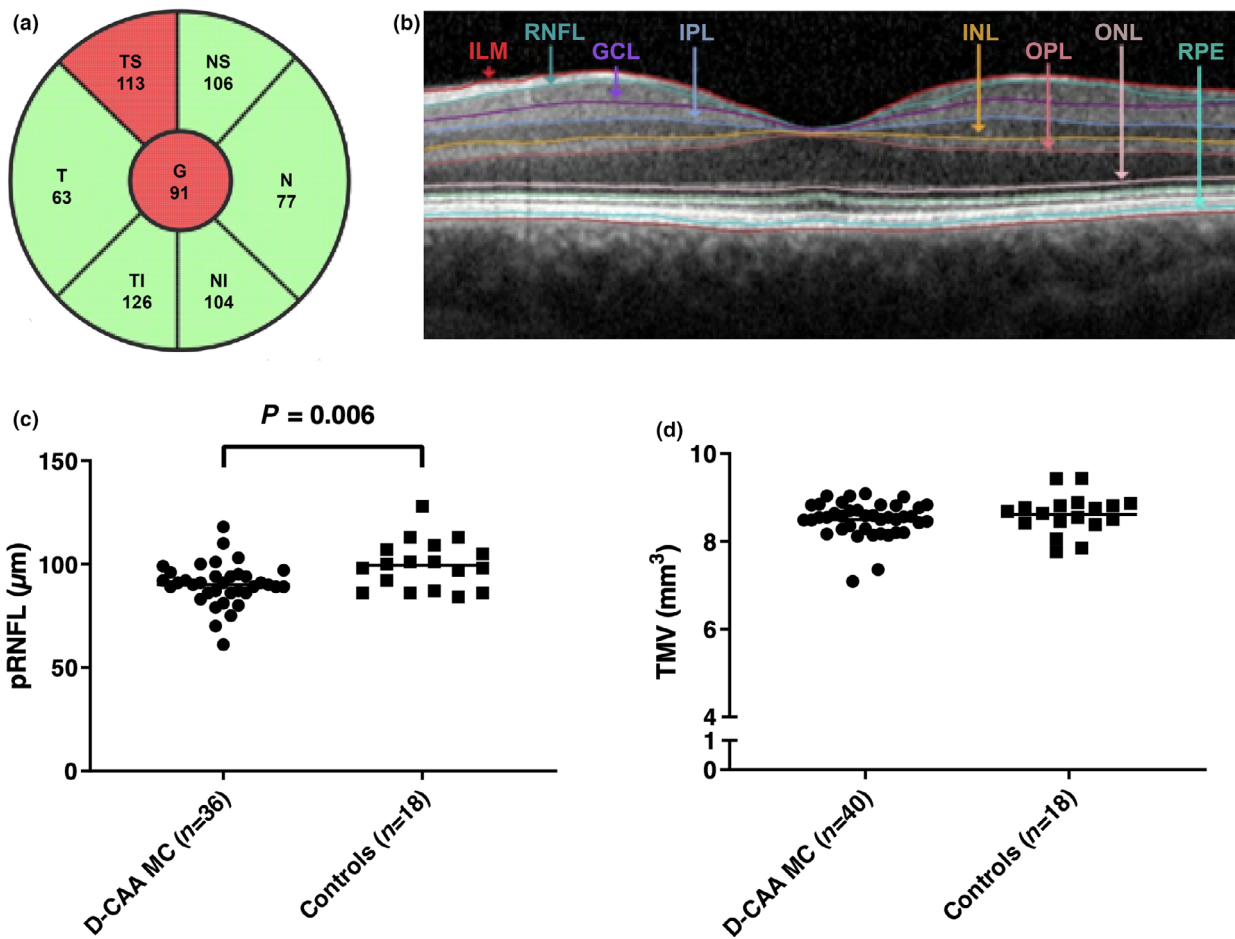 (a)
TS
113
NS
106
T
63
G
91
N
77
TI
126
NI
104
(b)
ILM
RNFL
GCL
IPL
INL
OPL
ONL
RPE
(c)
P = 0.006
150
100
50
0
pRNFL (µm)
D-CAA MC (n=36)
Controls (n=18)
(d)
10
8
6
4
1
0
TMV (mm³)
D-CAA MC (n=40)
Controls (n=18)